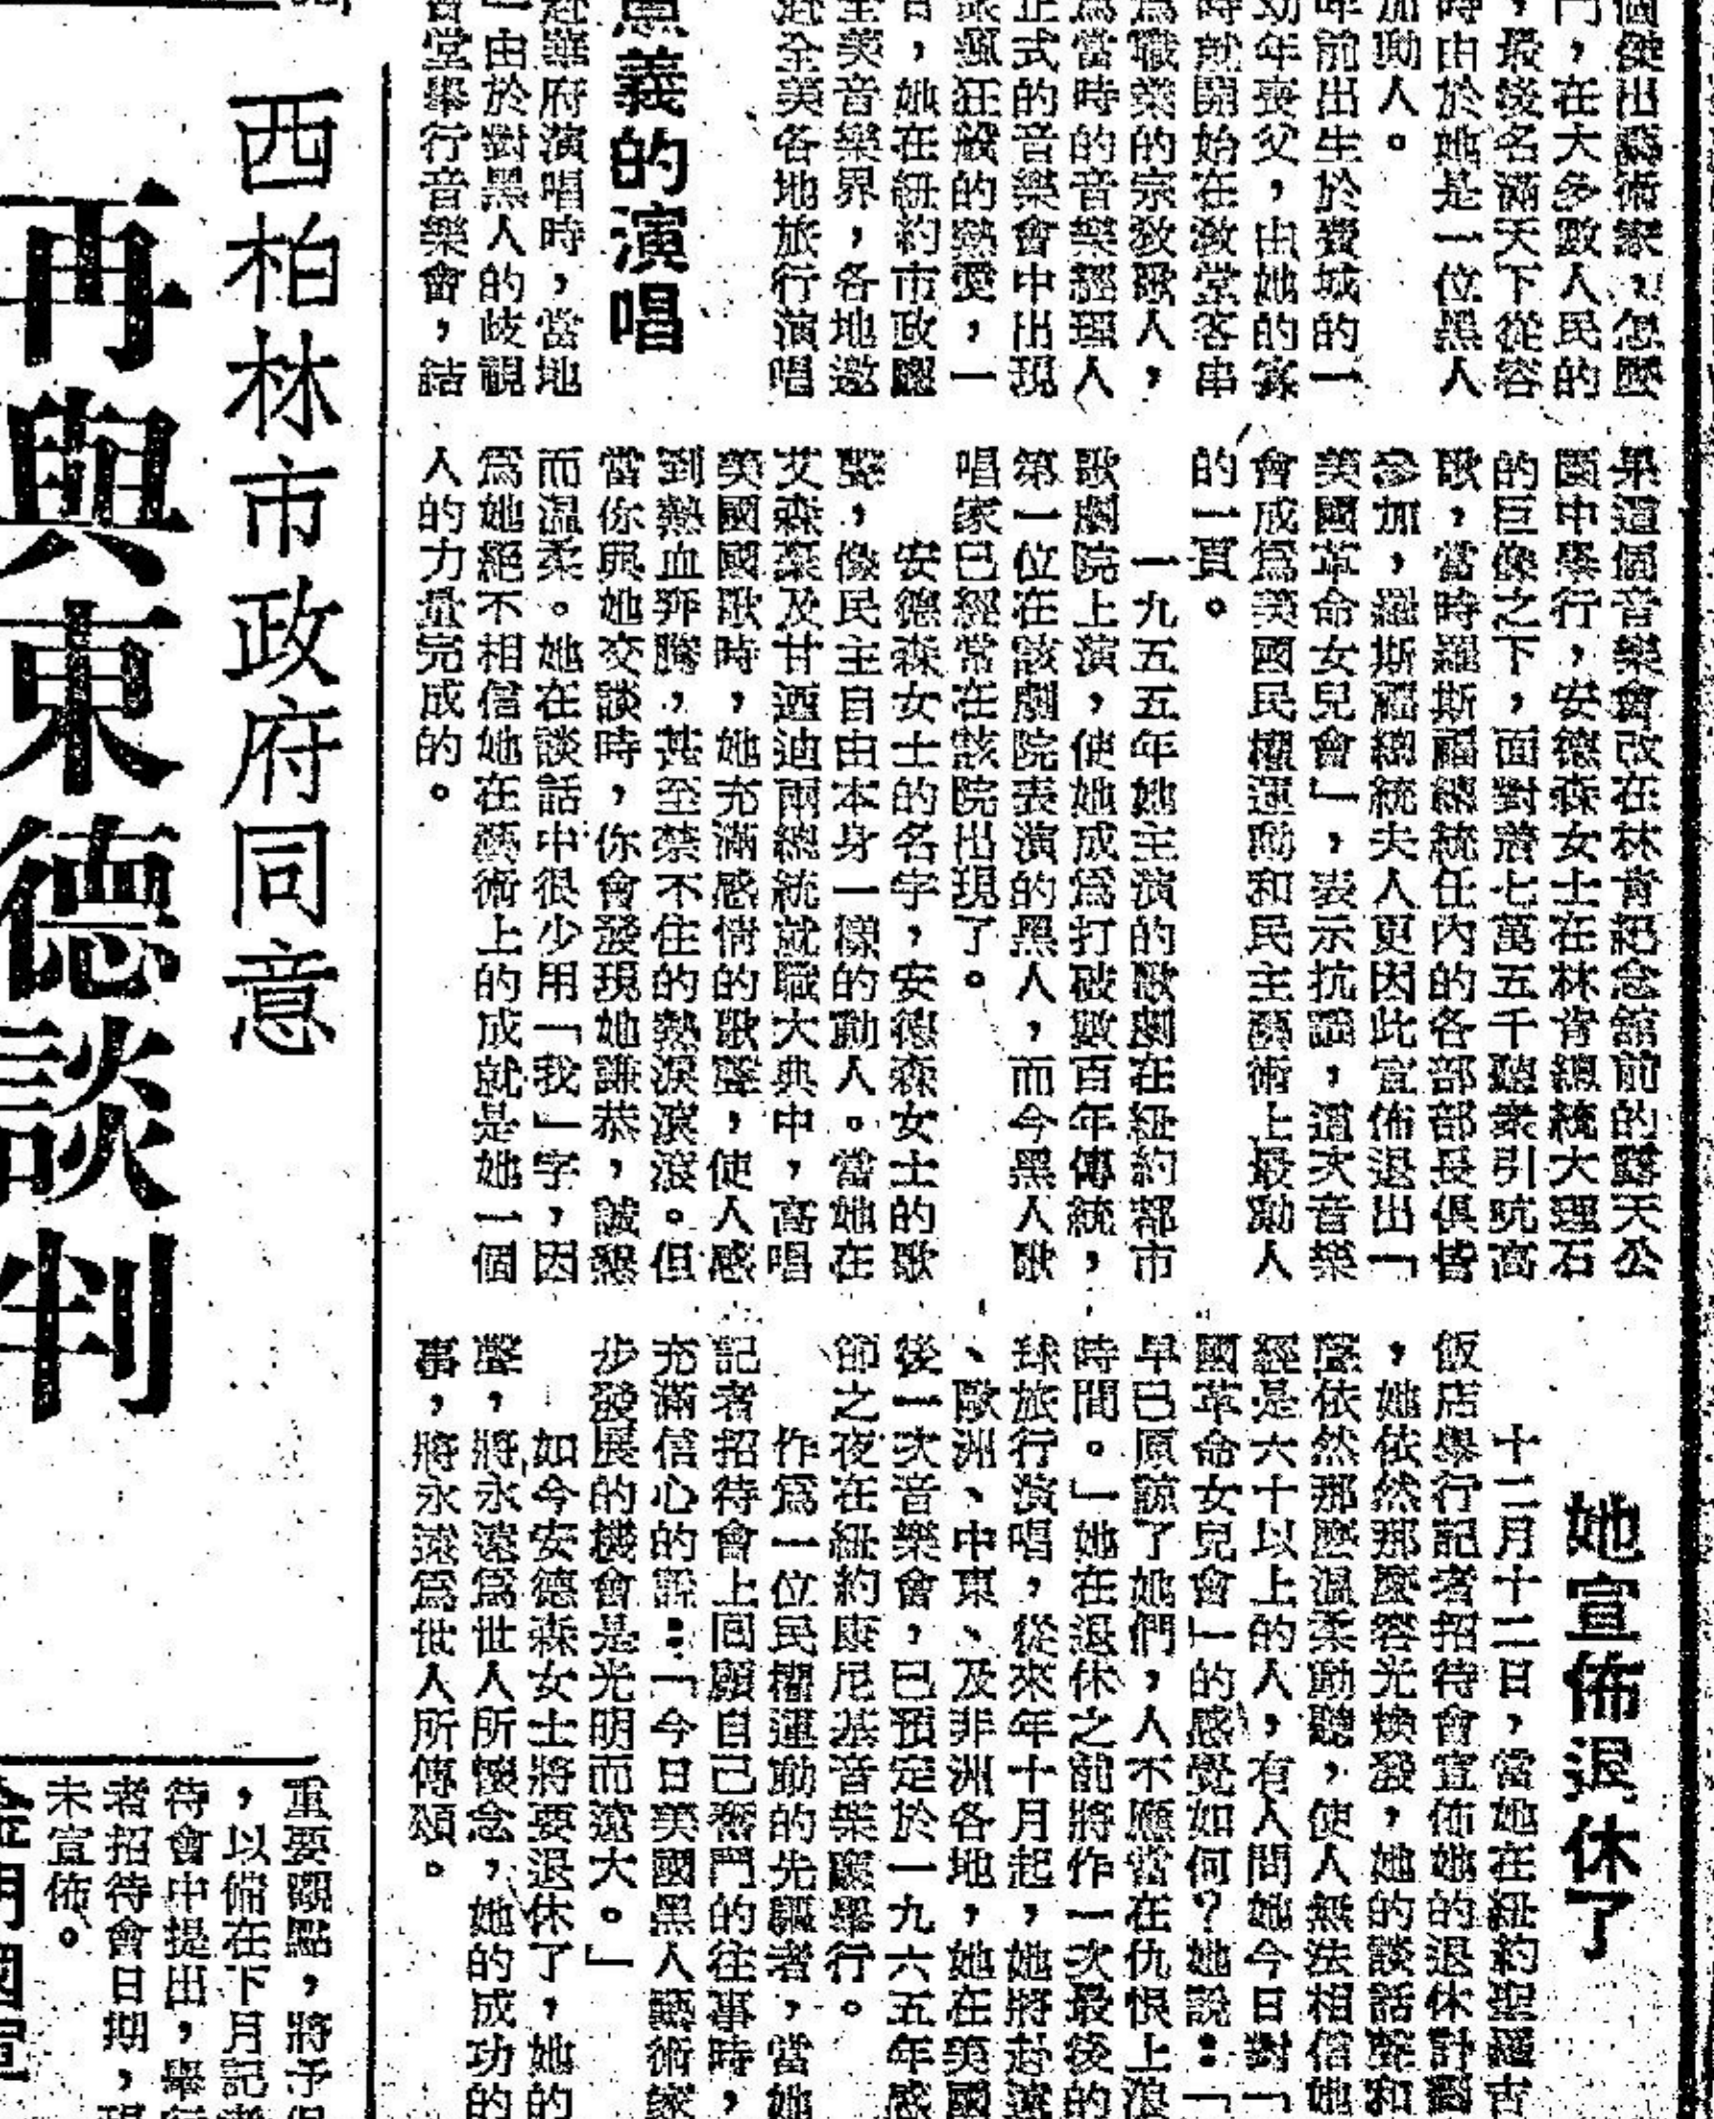 個傑出藝術家,怎麼
門,在大多數人民的
,最後名滿天下從容
時由於她是一位黑人
加動人。
年前出生於費城的一
幼年喪父,由她的寡
時就開始在教堂客串
為職業的宗教歌人,
為當時的音樂經理人
正式的音樂會中出現
瘋狂般的熱愛,一
,她在紐約市政廳
全美音樂界,各地邀
全美各地旅行演唱
意義的演唱
赴華府演唱時,當地
」由於對黑人的歧視
會堂舉行音樂會,結
果這個音樂會改在林肯紀念館前的露天公
園中舉行,安德森女士在林肯總統大理石
的巨像之下,面對着七萬五千聽衆引吭高
歌,當時羅斯福總統任內的各部部長俱皆
參加,羅斯福總統夫人更因此宣佈退出「
美國革命女兒會」,表示抗議,這次音樂
會成爲美國民權運動和民主藝術上最動人
的一頁。
一九五五年她主演的歌劇在紐約都市
歌劇院上演,使她成爲打破數百年傳統,
第一位在該劇院表演的黑人,而今黑人歌
唱家已經常在該院出現了。
安德森女士的名字,安德森女士的歌
聲,像民主自由本身一樣的動人。當她在
艾森豪及甘迺迪兩總統就職大典中,高唱
美國國歌時,她充滿感情的歌聲,使人感
到熱血奔騰,甚至禁不住的熱淚滾滾。但
當你與她交談時,你會發現她謙恭,誠懇
而溫柔。她在談話中很少用「我」字,因
爲她絕不相信她在藝術上的成就是她一個
人的力量完成的。
她宣佈退休了
十二月十二日,當她在紐約聖羅古
飯店舉行記者招待會宣佈她的退休計劃
,她依然那麼容光煥發,她的談話聲和
聲依然那麼溫柔動聽,使人無法相信她
經是六十以上的人,有人問她今日對「
國革命女兒會」的感覺如何?她說:「
早已原諒了她們,人不應當在仇恨上浪
時間。」她在退休之前將作一次最後的
球旅行演唱,從來年十月起,她將赴遠
、歐洲、中東、及非洲各地,她在美國
後一次音樂會,已預定於一九六五年感
節之夜在紐約康尼基音樂廳舉行。
作爲一位民權運動的先驅者,當她
記者招待會上回顧自己奮鬥的往事時,
充滿信心的說:「今日美國黑人藝術家
步發展的機會是光明而遠大。」
如今安德森女士將要退休了,她的
聲,將永遠爲世人所懷念,她的成功的
事,將永遠爲世人所傳頌。
西柏林市政府同意
再與東德談判
重要觀點,將予
,以備在下月記者
待會中提出,舉行
者招待會日期,現
未宣佈。